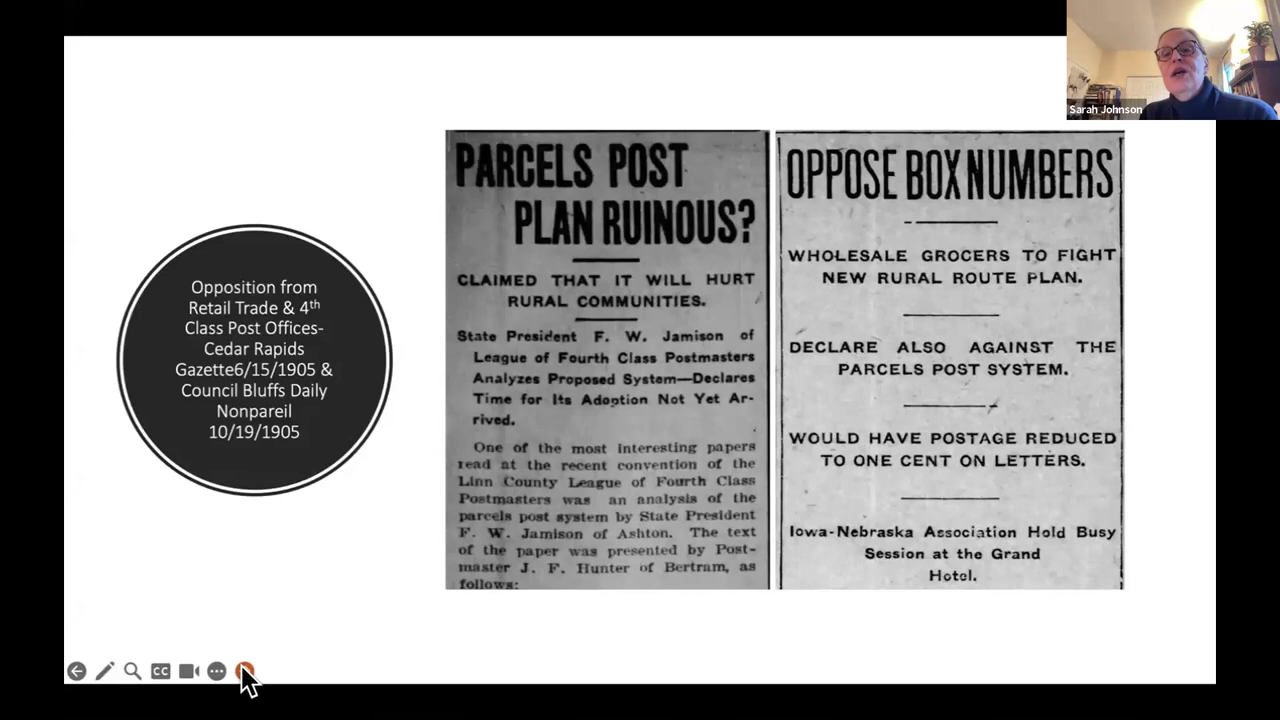 Sarah Johnson
Opposition from
Retail Trade & 4th
Class Post Offices-
Cedar Rapids
Gazette6/15/1905 &
Council Bluffs Daily
Nonpareil
10/19/1905
PARCELS POST
PLAN RUINOUS?
CLAIMED THAT IT WILL HURT
RURAL COMMUNITIES.
State President F. W. Jamison of
League of Fourth Class Postmasters
Analyzes Proposed System—Declares
Time for Its Adoption Not Yet Ar-
rived.
One of the most interesting papers
read at the recent convention of the
Linn County League of Fourth Class
Postmasters was an analysis of the
parcels post system by State President
F. W. Jamison of Ashton. The text
of the paper was presented by Post-
master J. F. Hunter of Bertram, as
follows:
OPPOSE BOX NUMBERS
WHOLESALE GROCERS TO FIGHT
NEW RURAL ROUTE PLAN.
DECLARE ALSO AGAINST THE
PARCELS POST SYSTEM.
WOULD HAVE POSTAGE REDUCED
TO ONE CENT ON LETTERS.
Iowa-Nebraska Association Hold Busy
Session at the Grand
Hotel.
CC